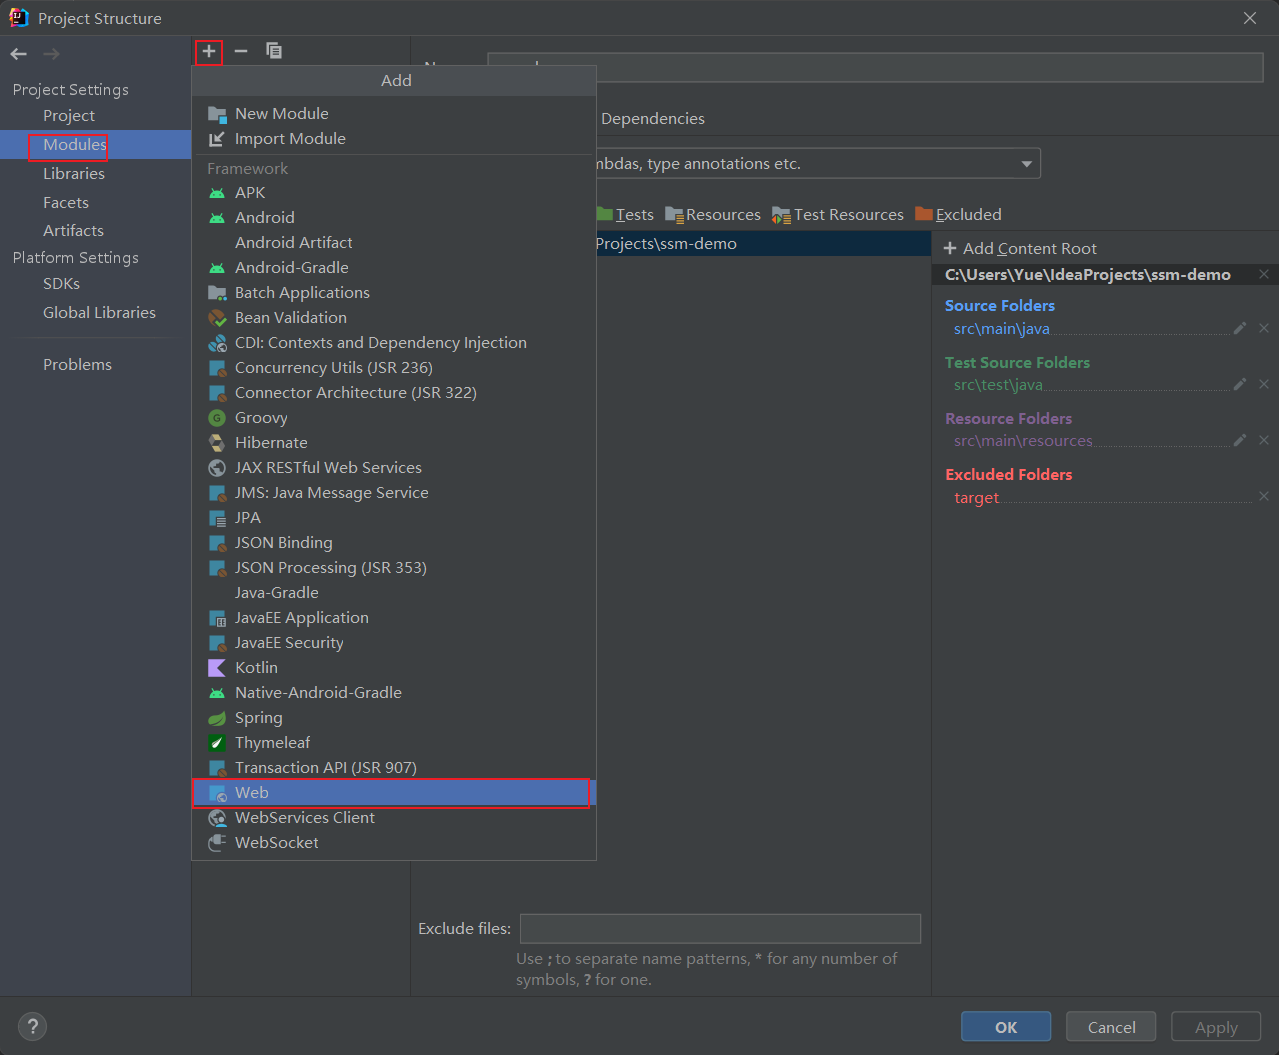 Project Structure
Project Settings
Project
Modules
Libraries
Facets
Artifacts
Platform Settings
SDKs
Global Libraries
Problems
Add
New Module
Import Module
Framework
APK
Android
Android Artifact
Android-Gradle
Batch Applications
Bean Validation
CDI: Contexts and Dependency Injection
Concurrency Utils (JSR 236)
Connector Architecture (JSR 322)
Groovy
Hibernate
JAX RESTful Web Services
JMS: Java Message Service
JPA
JSON Binding
JSON Processing (JSR 353)
Java-Gradle
JavaEE Application
JavaEE Security
Kotlin
Native-Android-Gradle
Spring
Thymeleaf
Transaction API (JSR 907)
Web
WebServices Client
WebSocket
Dependencies
mbdas, type annotations etc.
Tests Resources Test Resources Excluded
Projects\ssm-demo
Add Content Root
C:\Users\Yue\IdeaProjects\ssm-demo
Source Folders
src\main\java
Test Source Folders
src\test\java
Resource Folders
src\main\resources
Excluded Folders
target
Exclude files:
Use ; to separate name patterns, * for any number of
symbols, ? for one.
?
OK Cancel Apply